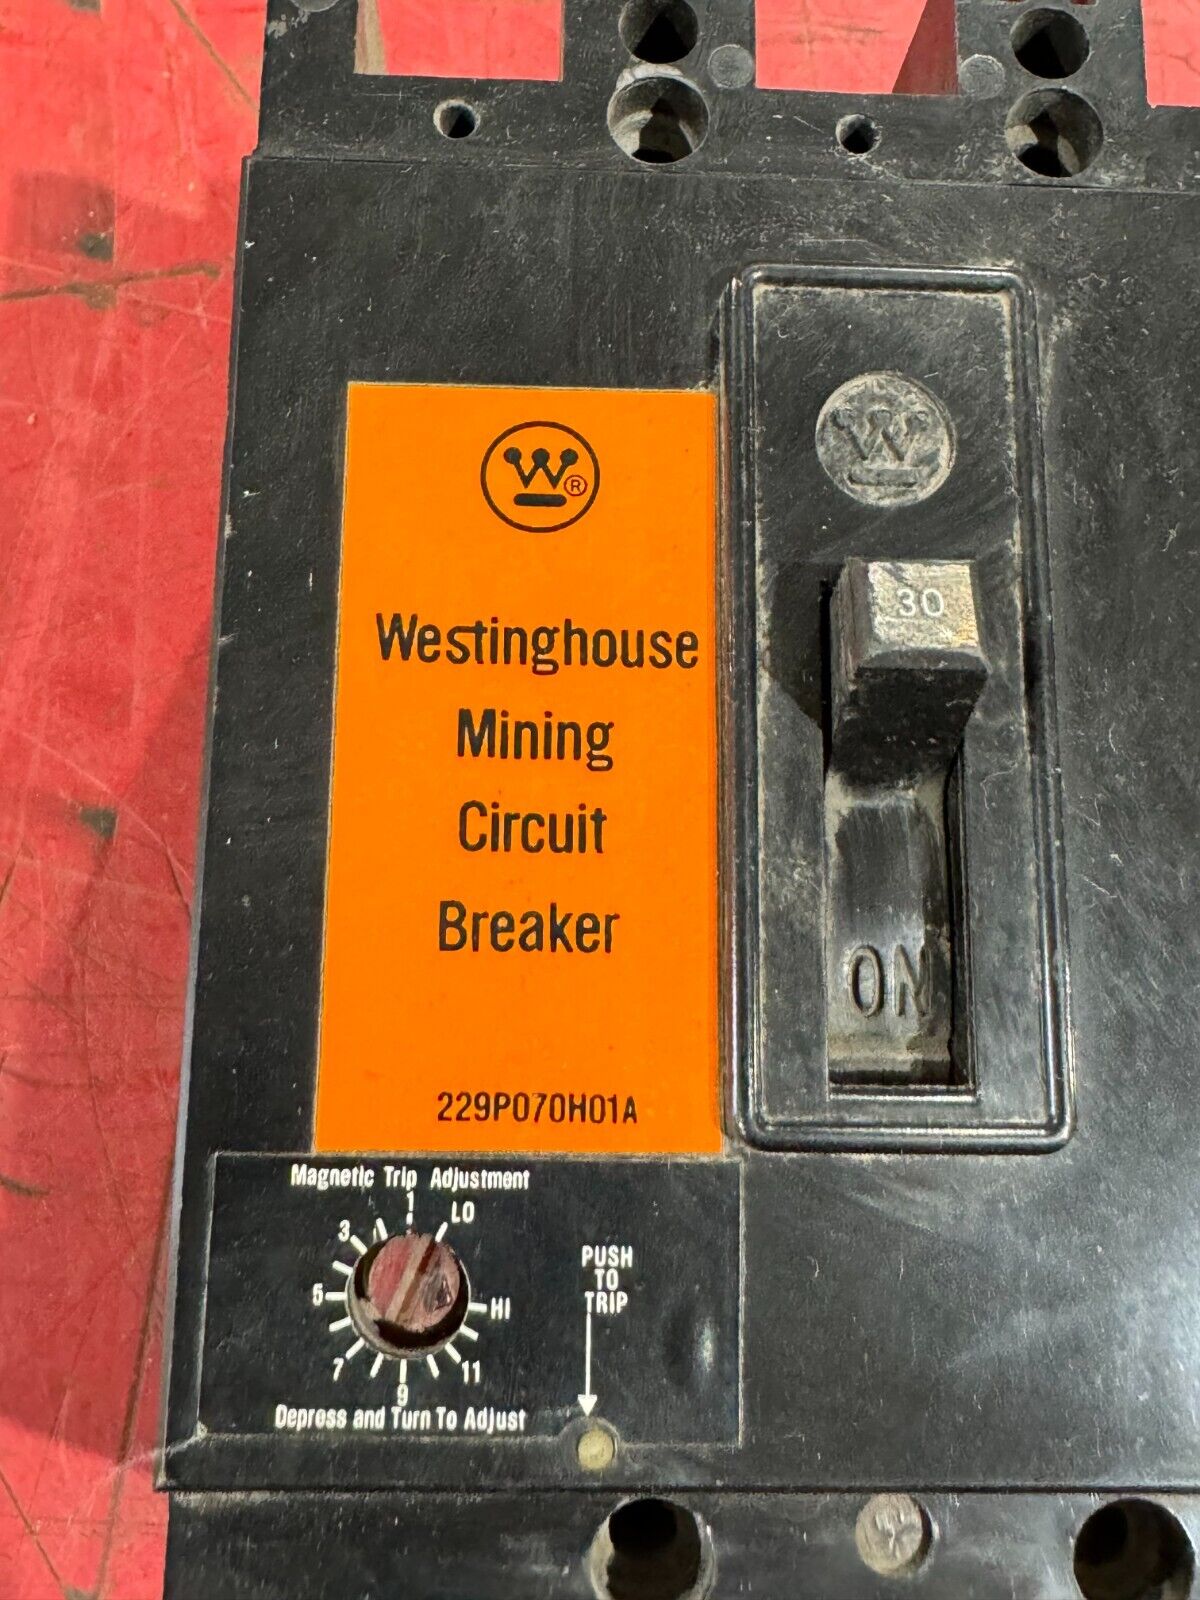 W ®
W
30
Westinghouse
Mining
Circuit
Breaker
ON
229P070H01A
Magnetic Trip Adjustment
1
LO
3
5
HI
7
11
9
Depress and Turn To Adjust
PUSH
TO
TRIP